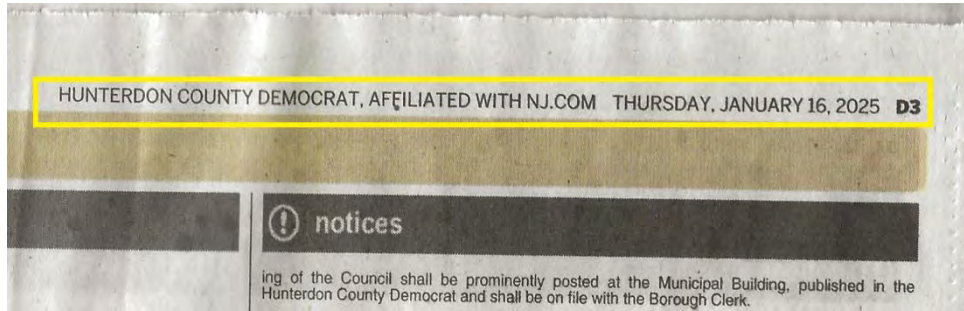 HUNTERDON COUNTY DEMOCRAT, AFFILIATED WITH NJ.COM THURSDAY, JANUARY 16, 2025 D3
notices
ing of the Council shall be prominently posted at the Municipal Building, published in the
Hunterdon County Democrat and shall be on file with the Borough Clerk.